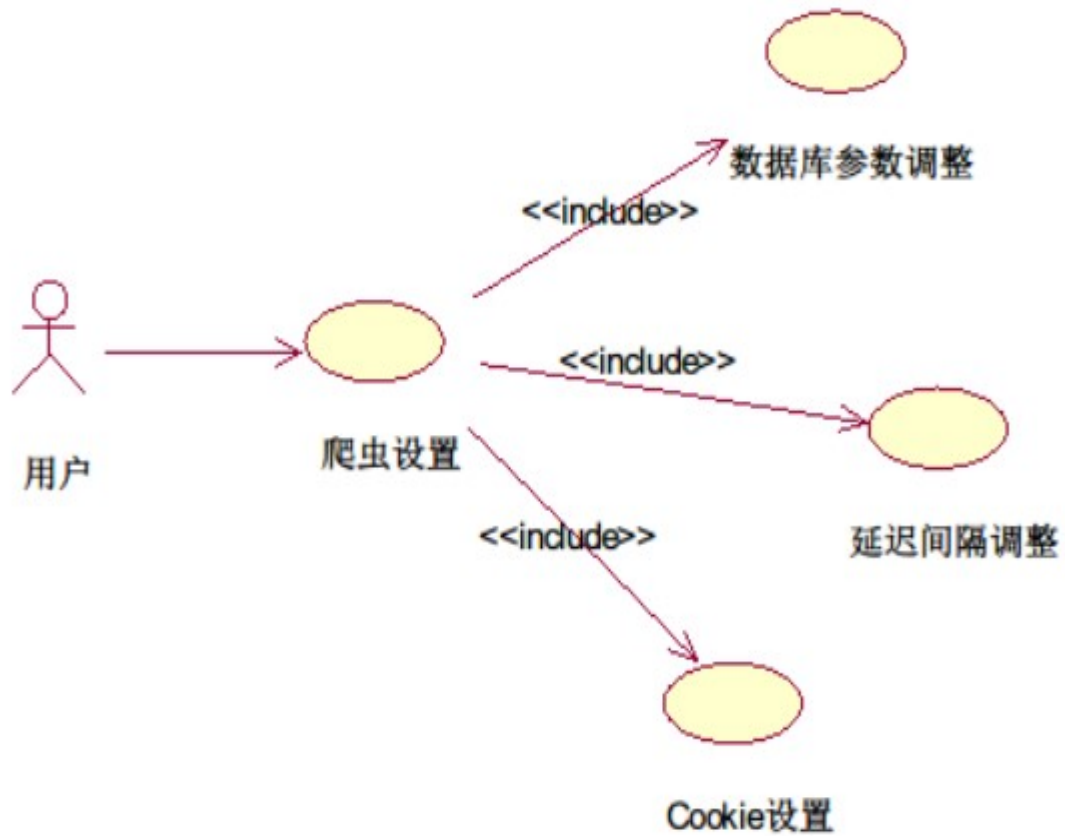 数据库参数调整
<<include>>
<<include>>
爬虫设置
用户
<<include>>
延迟间隔调整
Cookie设置